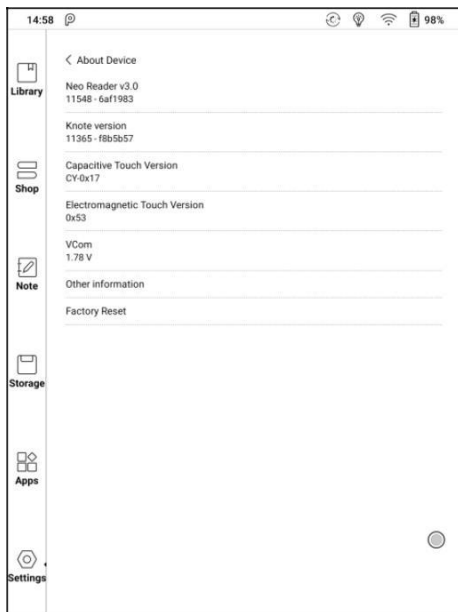 14:58
98%
About Device
Neo Reader v3.0
11548 - 6af1983
Knote version
11365 - f8b5b57
Capacitive Touch Version
CY-0x17
Electromagnetic Touch Version
0x53
VCom
1.78 V
Other information
Factory Reset
Library
Shop
Note
Storage
Apps
Settings